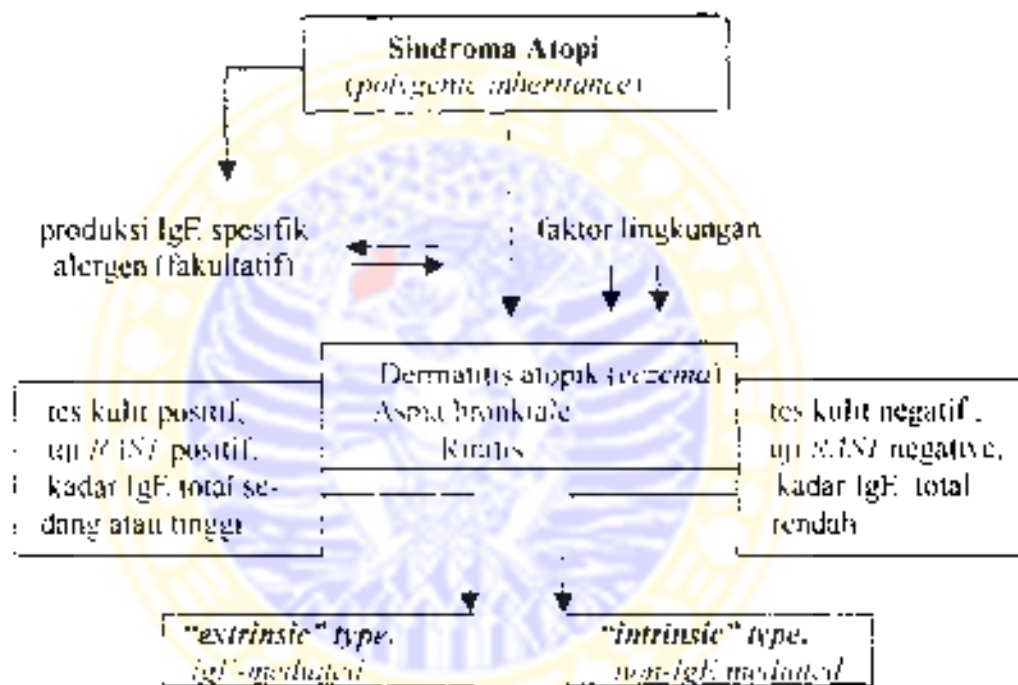 Sindroma Atopi
(polygenic inheritance)
produksi IgE spesifik
alergen (fakultatif)
faktor lingkungan
Dermatitis atopik (eczema)
Asma bronkiale
Rinitis
tes kulit positif,
uji RAST positif,
kadar IgE total se-
dang atau tinggi
tes kulit negatif,
uji RAST negative,
kadar IgE total
rendah
"extrinsic" type.
IgE-mediated
"intrinsic" type.
non-IgE mediated